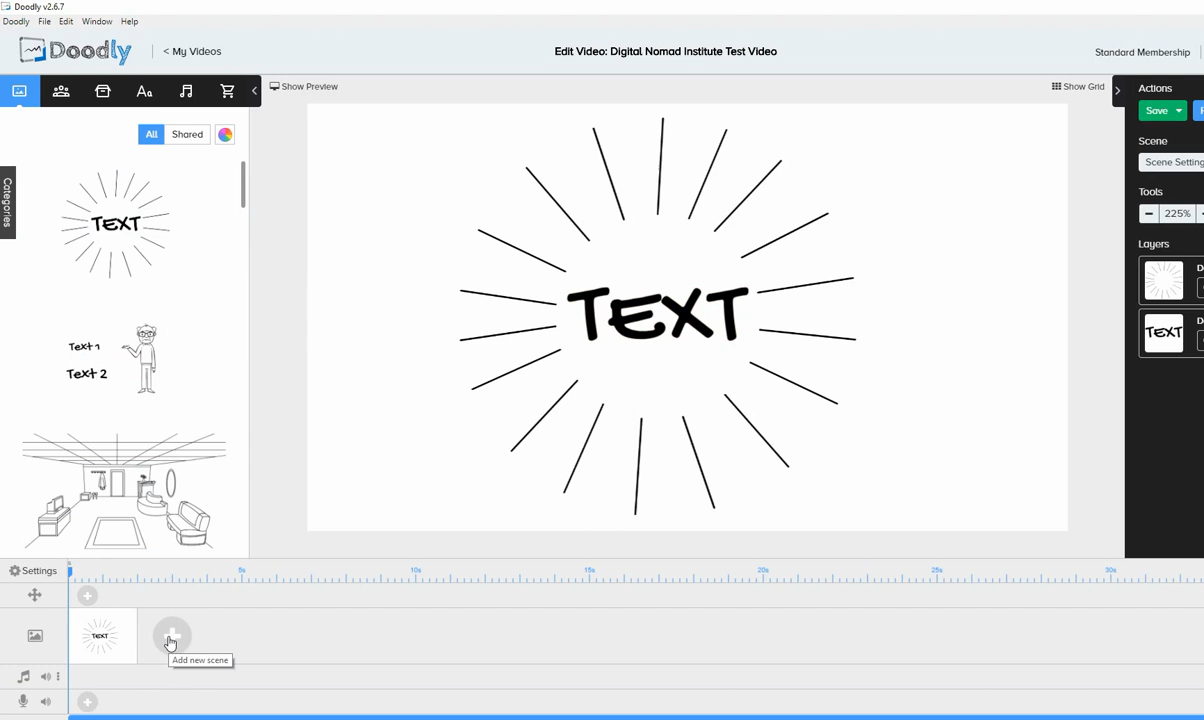 Doodly v2.6.7
Doodly File Edit Window Help
Doodly
< My Videos
Edit Video: Digital Nomad Institute Test Video
Standard Membership
Aa
Show Preview
Show Grid
Actions
Save
Scene
Scene Setting
Tools
225%
Layers
D
TEXT
D
All Shared
Categories
TEXT
Text 1
Text 2
TEXT
Settings
5s 10s 15s 20s 25s 30s
TEXT
Add new scene